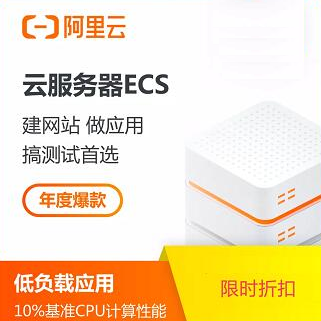 阿里云
云服务器ECS
建网站 做应用
搞测试首选
年度爆款
低负载应用
10%基准CPU计算性能
限时折扣